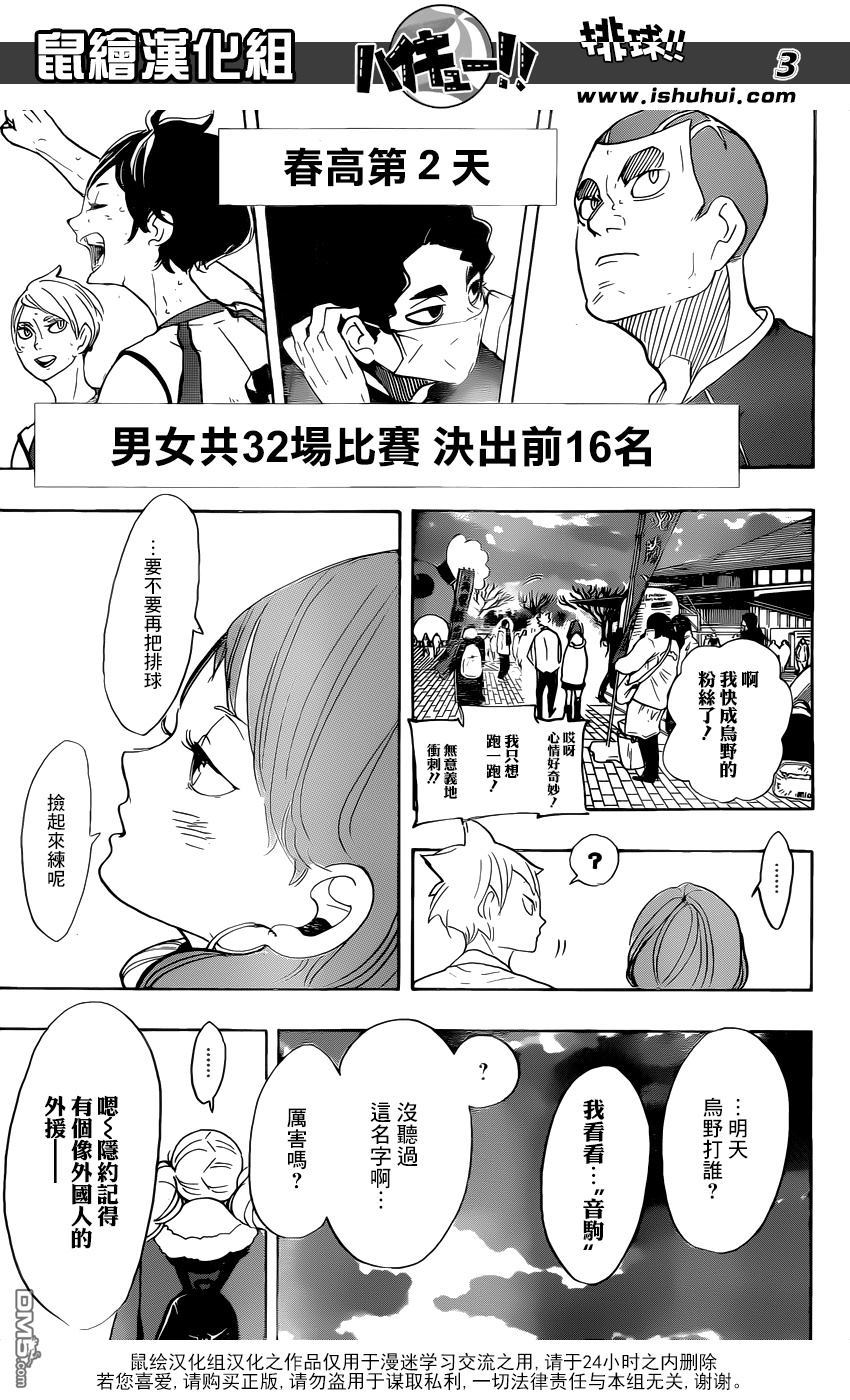 鼠繪漢化組
ハイキュー!!
排球!!
3
www.ishuhui.com
春高第2天
男女共32場比賽 決出前16名
啊
我快成烏野的
粉絲了!
哎呀
心情好奇妙!
我只想
跑一跑!
無意義地
衝刺!!
…要不要再把排球
撿起來練呢
……
?
…明天
烏野打誰?
我看看…"音駒"
?
沒聽過
這名字啊…
厲害嗎?
……
嗯~隱約記得
有個像外國人的
外援——
DM5.com
鼠绘汉化组汉化之作品仅用于漫迷学习交流之用, 请于24小时之内删除
若您喜爱, 请购买正版, 请勿滥用于谋取私利, 一切法律责任与本组无关, 谢谢。